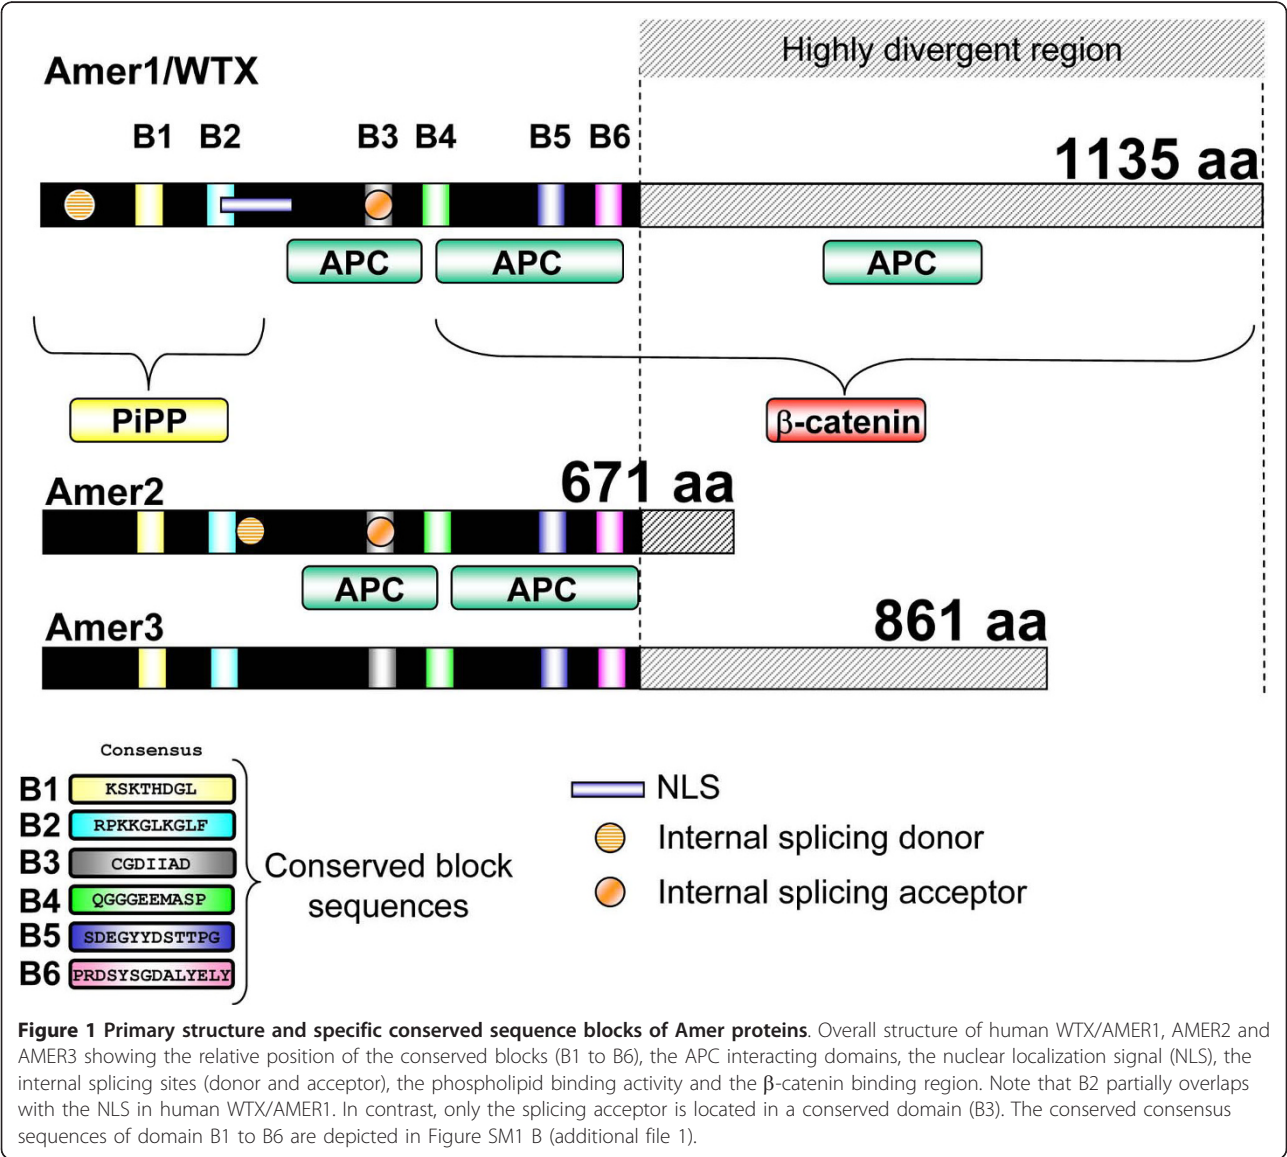 Highly divergent region
Amer1/WTX
B1 B2 B3 B4 B5 B6
1135 aa
APC APC APC
PiPP
β-catenin
671 aa
Amer2
APC APC
861 aa
Amer3
Consensus
B1 KSKTHDGL
B2 RPKKGLKGLF
B3 CGDIIAD
B4 QGGGEEMASP
B5 SDEGYYDSTTPG
B6 PRDSYSGDALYELY
Conserved block
sequences
NLS
Internal splicing donor
Internal splicing acceptor
Figure 1 Primary structure and specific conserved sequence blocks of Amer proteins. Overall structure of human WTX/AMER1, AMER2 and
AMER3 showing the relative position of the conserved blocks (B1 to B6), the APC interacting domains, the nuclear localization signal (NLS), the
internal splicing sites (donor and acceptor), the phospholipid binding activity and the β-catenin binding region. Note that B2 partially overlaps
with the NLS in human WTX/AMER1. In contrast, only the splicing acceptor is located in a conserved domain (B3). The conserved consensus
sequences of domain B1 to B6 are depicted in Figure SM1 B (additional file 1).